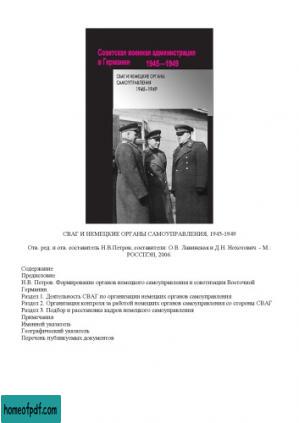 Советская военная администрация
в Германии 1945—1949
СВАГ И НЕМЕЦКИЕ ОРГАНЫ
САМОУПРАВЛЕНИЯ
1945–1949
СВАГ И НЕМЕЦКИЕ ОРГАНЫ САМОУПРАВЛЕНИЯ, 1945-1949
Отв. ред. и отв. составитель Н.В.Петров, составители: О.В. Лавинская и Д.Н. Нохотович. - М.:
РОССПЭН, 2006.
Содержание
Предисловие
Н.В. Петров. Формирование органов немецкого самоуправления и советизация Восточной
Германии.
Раздел 1. Деятельность СВАГ по организации немецких органов самоуправления
Раздел 2. Организация контроля за работой немецких органов самоуправления со стороны СВАГ
Раздел 3. Подбор и расстановка кадров немецкого самоуправления
Примечания
Именной указатель
Географический указатель
Перечень публикуемых документов
homeofpdf.com